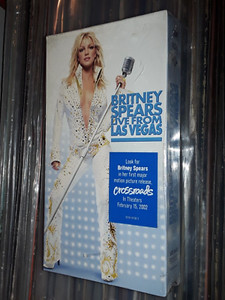 BRITNEY
SPEARS
LIVE FROM
LAS VEGAS
Look for
Britney Spears
in her first major
motion picture release,
crossroads
In Theaters
February 15, 2002